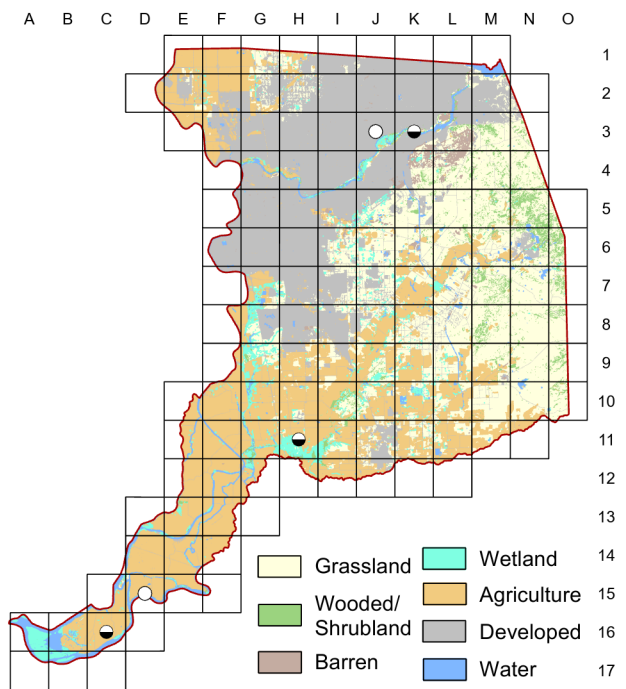 A B C D E F G H I J K L M N O
1
2
3
4
5
6
7
8
9
10
11
12
13
14
15
16
17
Grassland
Wooded/
Shrubland
Barren
Wetland
Agriculture
Developed
Water